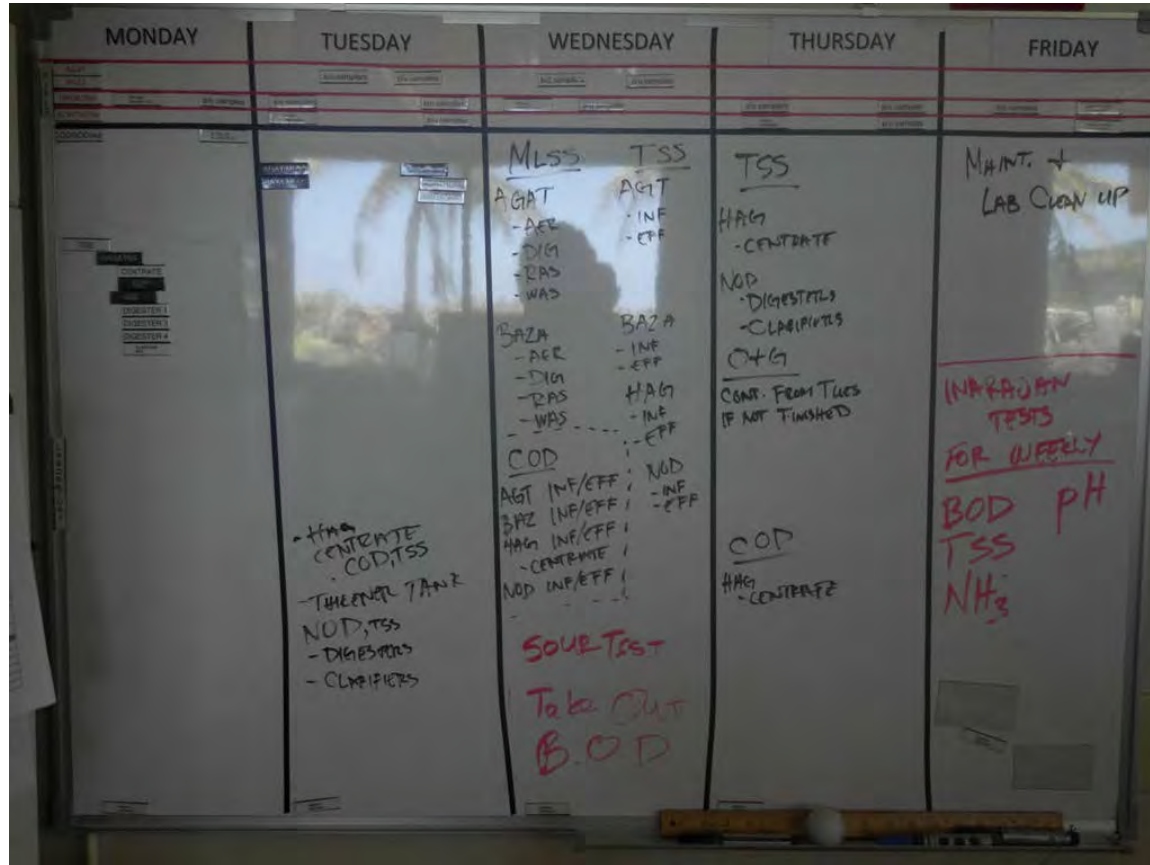 MONDAY
TUESDAY
WEDNESDAY
THURSDAY
FRIDAY
CENTRATE
DIGESTER 1
DIGESTER 3
DIGESTER 4
- HAG
CENTRATE
- COD, TSS
- THICKENER TANK
NOD, TSS
- DIGESTERS
- CLARIFIERS
MLSS
AGAT
- AER
- DIG
- RAS
- WAS
BAZA
- AER
- DIG
- RAS
- WAS
TSS
AGT
- INF
- EFF
BAZA
- INF
- EFF
HAG
- INF
- EFF
NOD
- INF
- EFF
COD
AGT INF/EFF
BAZ INF/EFF
HAG INF/EFF
- CENTRATE
NOD INF/EFF
SOUR TEST
Take Out
B.O.D
TSS
HAG
- CENTRATE
NOD
- DIGESTERS
- CLARIFIERS
O+G
CONT. FROM TUES
IF NOT FINISHED
COD
HAG
- CENTRATE
MAINT. +
LAB CLEAN UP
INARAJAN
TESTS
FOR WEEKLY
BOD pH
TSS
NH3